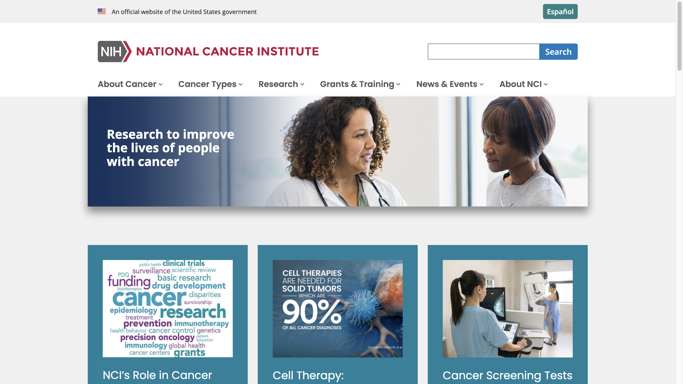 An official website of the United States government
Español
NIH NATIONAL CANCER INSTITUTE
Search
About Cancer
Cancer Types
Research
Grants & Training
News & Events
About NCI
Research to improve
the lives of people
with cancer
public health clinical trials
surveillance scientific review
PDQ basic research
funding drug development
bioinformatics cancer disparities
survivorship
epidemiology research
treatment
prevention immunotherapy
health behavior cancer control genetics
precision oncology patient education
immunology global health
cancer centers grants
CELL THERAPIES
ARE NEEDED FOR
SOLID TUMORS
WHICH ARE
90%
OF ALL CANCER DIAGNOSES
NCI’s Role in Cancer
Cell Therapy:
Cancer Screening Tests